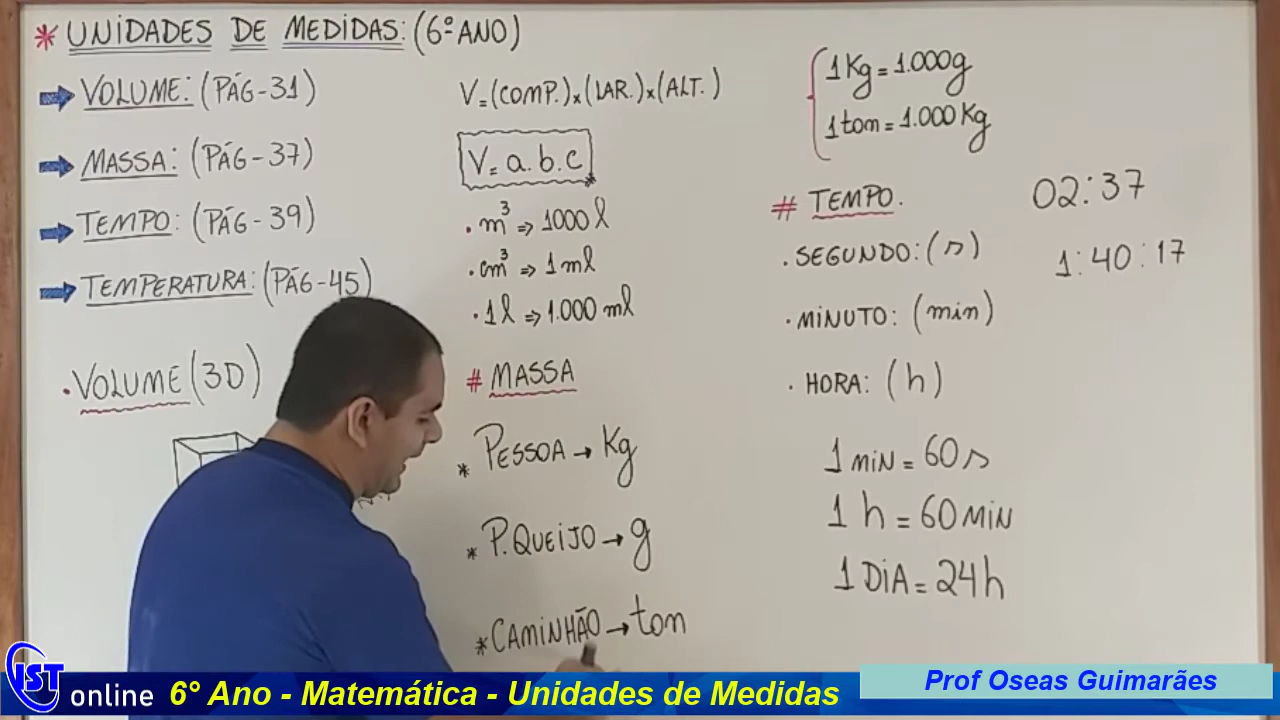 * UNIDADES DE MEDIDAS: (6º ANO)
VOLUME: (PÁG-31)
MASSA: (PÁG-37)
TEMPO: (PÁG-39)
TEMPERATURA: (PÁG-45)
. VOLUME (3D)
V=(COMP.)x(LAR.)x(ALT.)
V= a.b.c
. m³ => 1000 l
. cm³ => 1 ml
. 1 l => 1.000 ml
# MASSA
* PESSOA → Kg
* P.QUEIJO → g
* CAMINHÃO → ton
1 Kg = 1.000g
1 ton = 1.000 Kg
# TEMPO.
. SEGUNDO: (s)
. MINUTO: (min)
. HORA: (h)
02:37
1:40:17
1 MIN = 60 s
1 h = 60 MIN
1 DIA = 24h
IST online
6° Ano - Matemática - Unidades de Medidas
Prof Oseas Guimarães